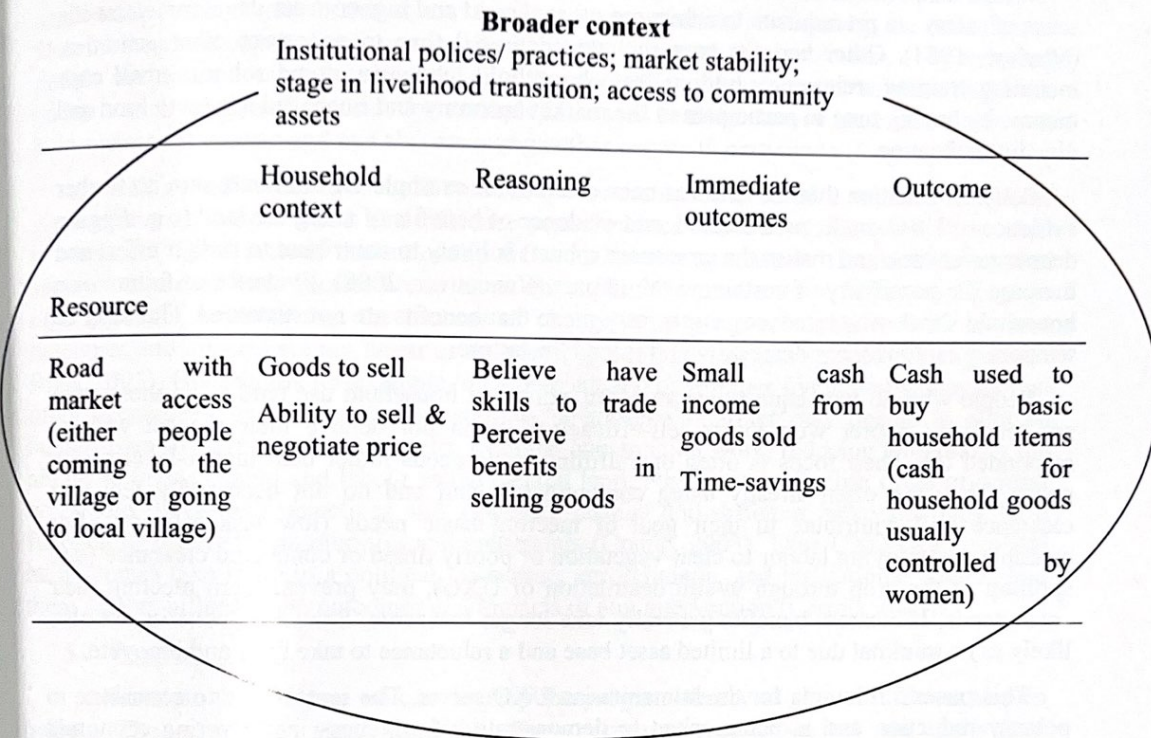 Broader context
Institutional polices/ practices; market stability;
stage in livelihood transition; access to community
assets
Household
context
Reasoning
Immediate
outcomes
Outcome
Resource
Road with
market access
(either people
coming to the
village or going
to local village)
Goods to sell
Ability to sell &
negotiate price
Believe have
skills to trade
Perceive
benefits in
selling goods
Small cash
income from
goods sold
Time-savings
Cash used to
buy basic
household items
(cash for
household goods
usually
controlled by
women)